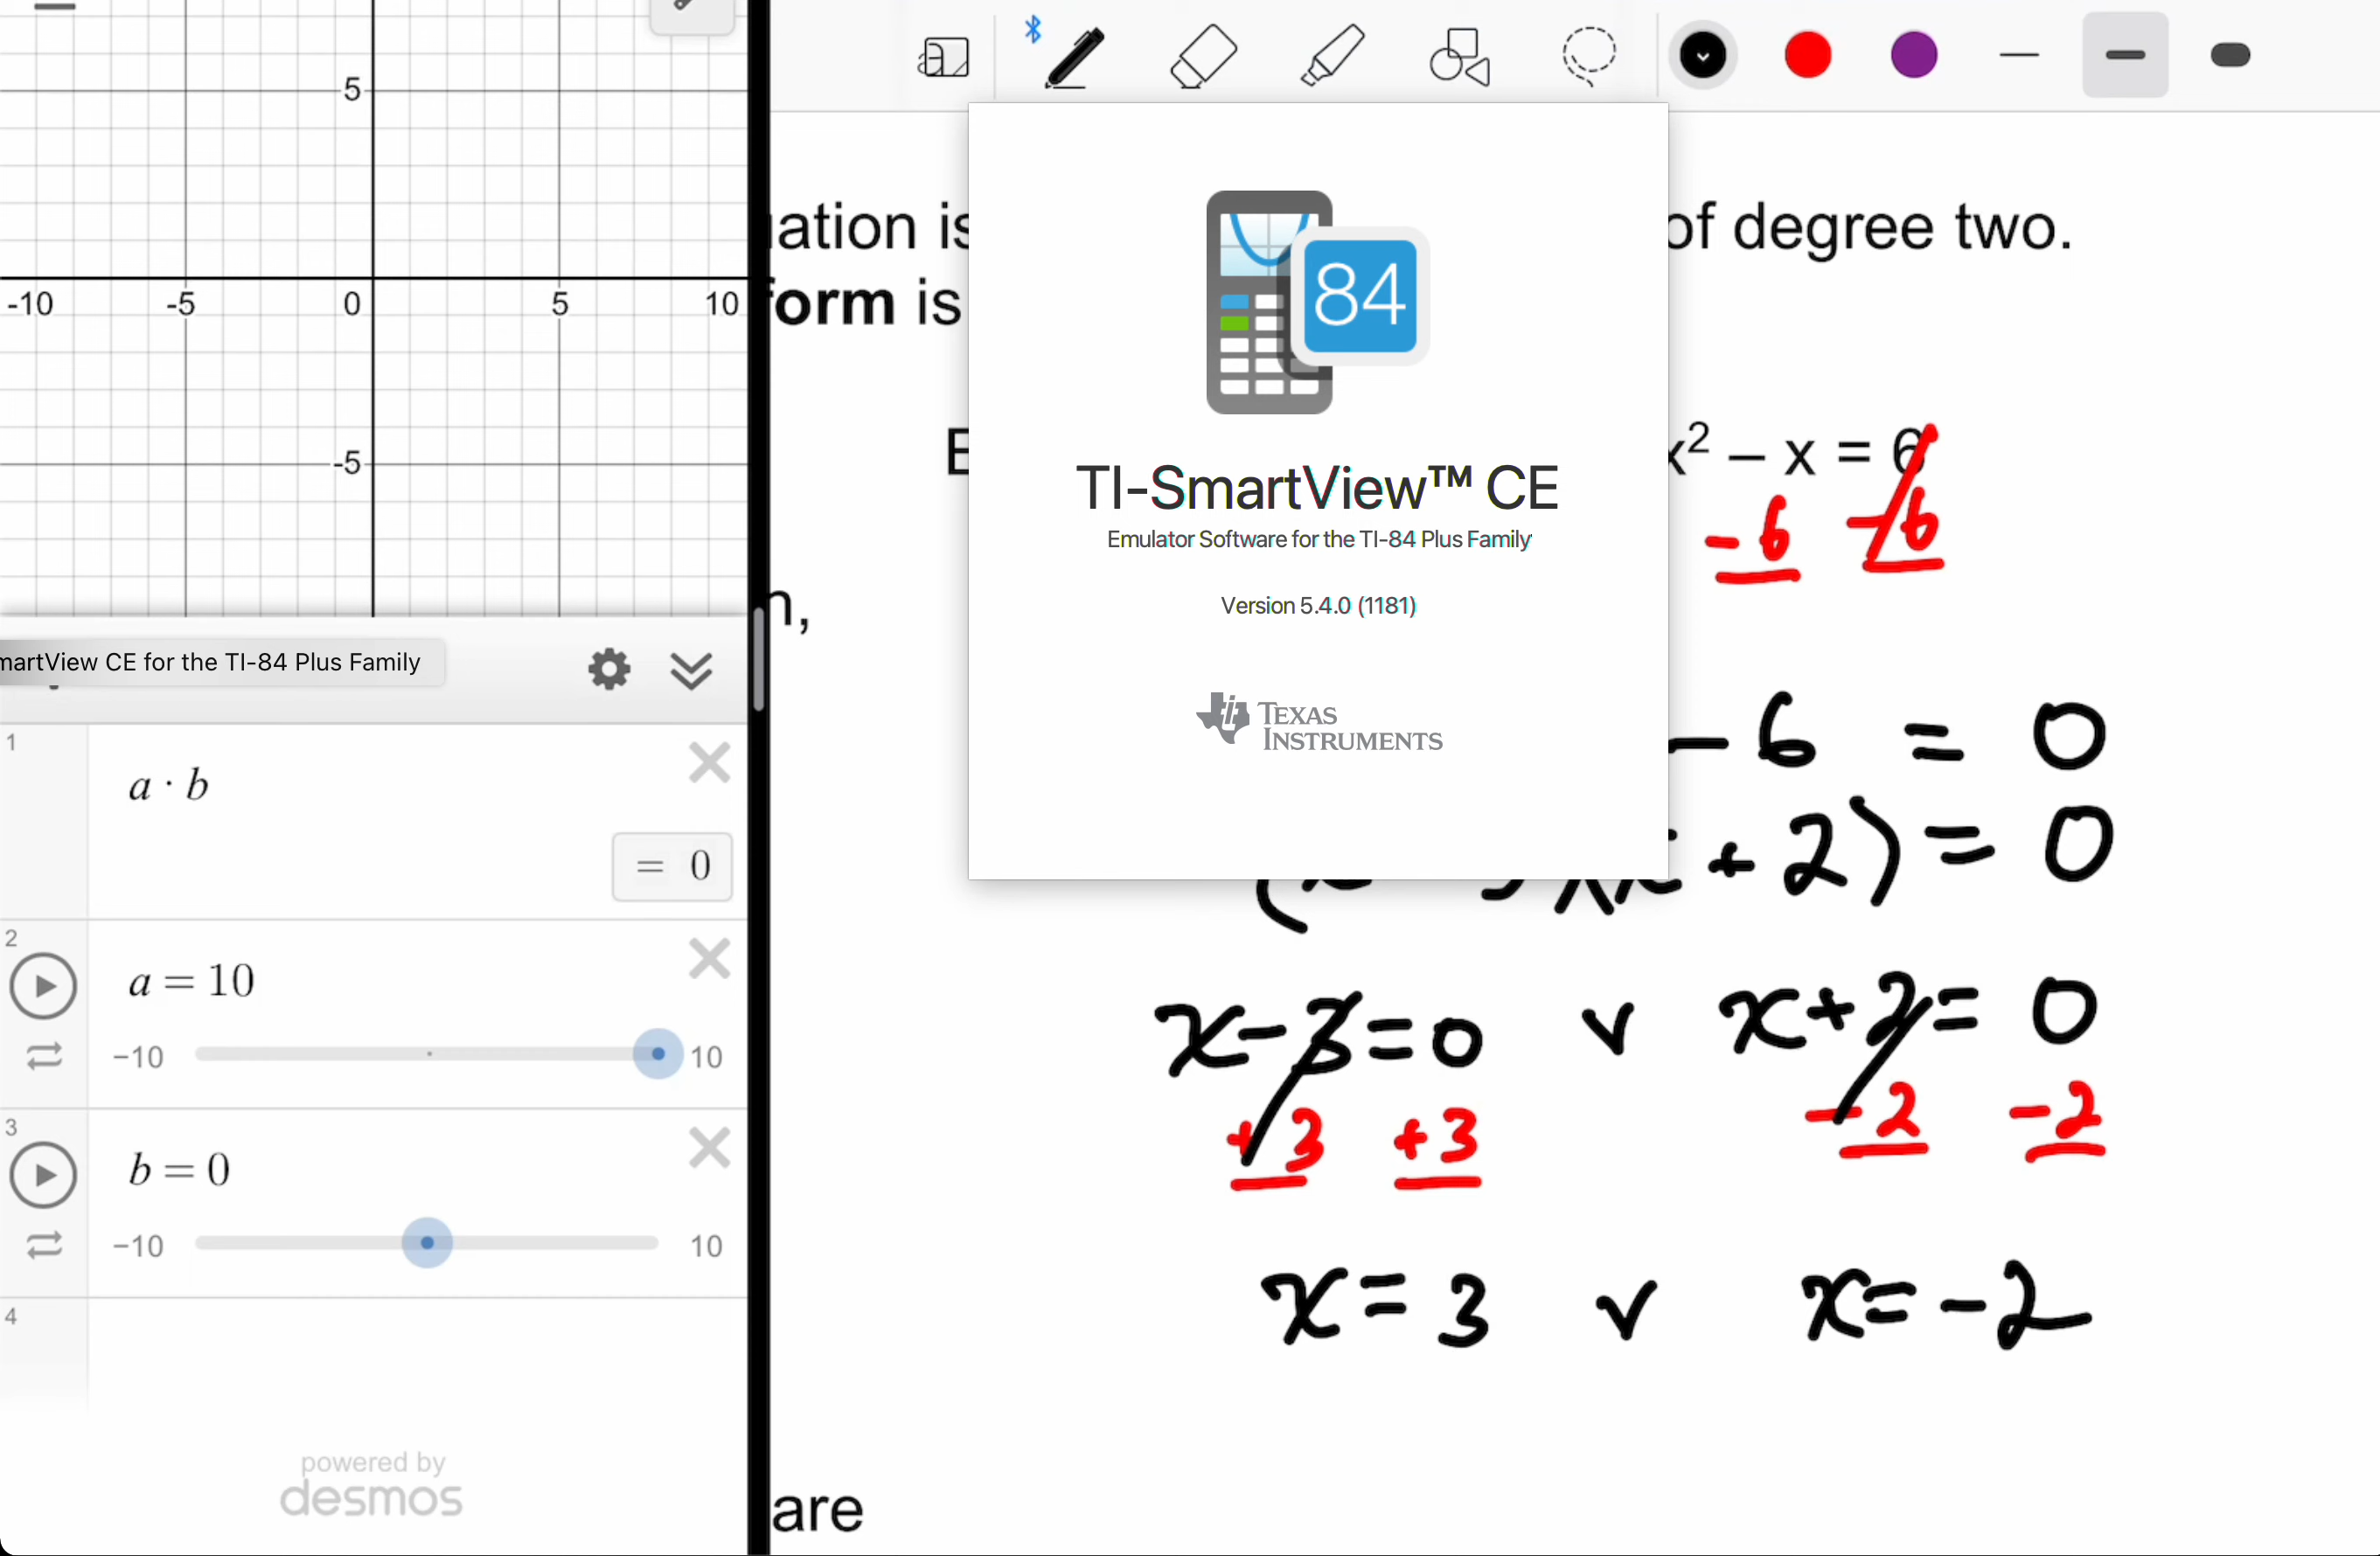 5
-10 -5 0 5 10
-5
martView CE for the TI-84 Plus Family
1
a · b
= 0
2
a = 10
−10 10
3
b = 0
−10 10
4
powered by
desmos
ation is of degree two.
form is
E x² – x = 6
- 6 - 6
n,
84
TI-SmartView™ CE
Emulator Software for the TI-84 Plus Family
Version 5.4.0 (1181)
TEXAS
INSTRUMENTS
- 6 = 0
+ 2) = 0
x - 3 = 0 v x + 2 = 0
+ 3 + 3 - 2 - 2
x = 3 v x = -2
are